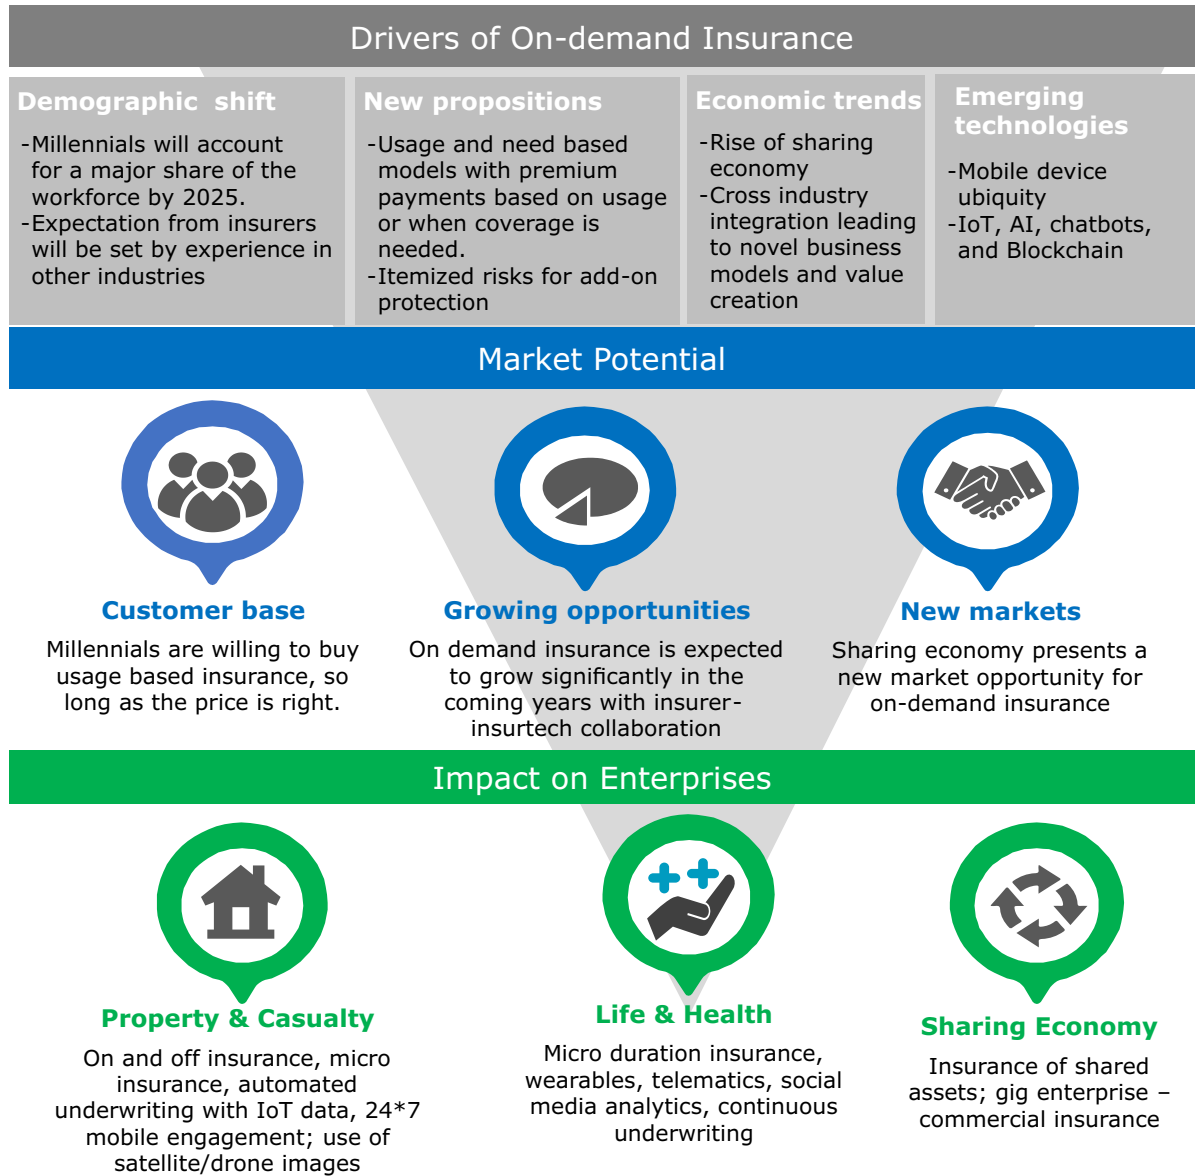 Drivers of On-demand Insurance
Demographic shift
-Millennials will account
for a major share of the
workforce by 2025.
-Expectation from insurers
will be set by experience in
other industries
New propositions
-Usage and need based
models with premium
payments based on usage
or when coverage is
needed.
-Itemized risks for add-on
protection
Economic trends
-Rise of sharing
economy
-Cross industry
integration leading
to novel business
models and value
creation
Emerging
technologies
-Mobile device
ubiquity
-IoT, AI, chatbots,
and Blockchain
Market Potential
Customer base
Millennials are willing to buy
usage based insurance, so
long as the price is right.
Growing opportunities
On demand insurance is expected
to grow significantly in the
coming years with insurer-
insurtech collaboration
New markets
Sharing economy presents a
new market opportunity for
on-demand insurance
Impact on Enterprises
Property & Casualty
On and off insurance, micro
insurance, automated
underwriting with IoT data, 24*7
mobile engagement; use of
satellite/drone images
Life & Health
Micro duration insurance,
wearables, telematics, social
media analytics, continuous
underwriting
Sharing Economy
Insurance of shared
assets; gig enterprise –
commercial insurance